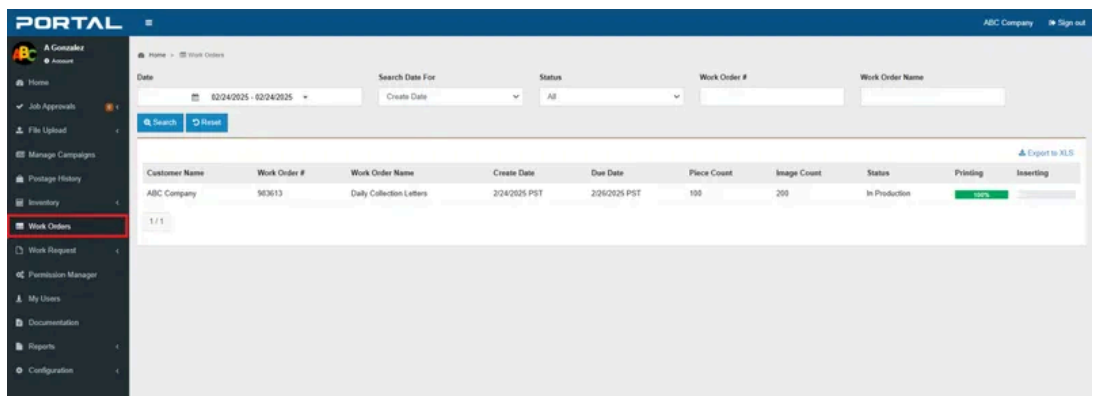 PORTAL
ABC Company Sign out
ABC
A Gonzalez
Account
Home
Job Approvals
File Upload
Manage Campaigns
Postage History
Inventory
Work Orders
Work Request
Permission Manager
My Users
Documentation
Reports
Configuration
Home > Work Orders
Date Search Date For Status Work Order # Work Order Name
02/24/2025 - 02/24/2025 Create Date All
Search Reset
Export to XLS
Customer Name Work Order # Work Order Name Create Date Due Date Piece Count Image Count Status Printing Inserting
ABC Company 983613 Daily Collection Letters 2/24/2025 PST 2/26/2025 PST 100 200 In Production 100%
1 / 1